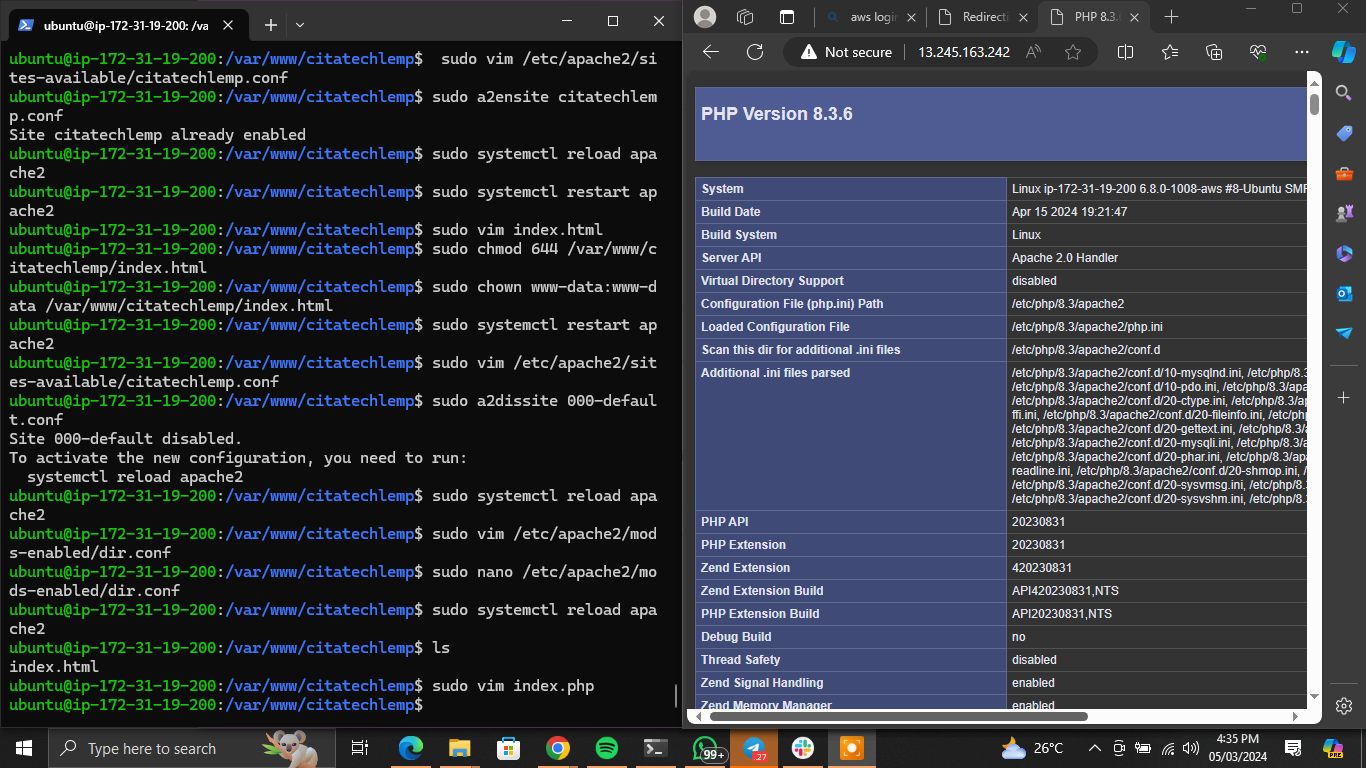 ubuntu@ip-172-31-19-200: /va
ubuntu@ip-172-31-19-200:/var/www/citatechlemp$  sudo vim /etc/apache2/si
tes-available/citatechlemp.conf
ubuntu@ip-172-31-19-200:/var/www/citatechlemp$ sudo a2ensite citatechlem
p.conf
Site citatechlemp already enabled
ubuntu@ip-172-31-19-200:/var/www/citatechlemp$ sudo systemctl reload apa
che2
ubuntu@ip-172-31-19-200:/var/www/citatechlemp$ sudo systemctl restart ap
ache2
ubuntu@ip-172-31-19-200:/var/www/citatechlemp$ sudo vim index.html
ubuntu@ip-172-31-19-200:/var/www/citatechlemp$ sudo chmod 644 /var/www/c
itatechlemp/index.html
ubuntu@ip-172-31-19-200:/var/www/citatechlemp$ sudo chown www-data:www-d
ata /var/www/citatechlemp/index.html
ubuntu@ip-172-31-19-200:/var/www/citatechlemp$ sudo systemctl restart ap
ache2
ubuntu@ip-172-31-19-200:/var/www/citatechlemp$ sudo vim /etc/apache2/sit
es-available/citatechlemp.conf
ubuntu@ip-172-31-19-200:/var/www/citatechlemp$ sudo a2dissite 000-defaul
t.conf
Site 000-default disabled.
To activate the new configuration, you need to run:
  systemctl reload apache2
ubuntu@ip-172-31-19-200:/var/www/citatechlemp$ sudo systemctl reload apa
che2
ubuntu@ip-172-31-19-200:/var/www/citatechlemp$ sudo vim /etc/apache2/mod
s-enabled/dir.conf
ubuntu@ip-172-31-19-200:/var/www/citatechlemp$ sudo nano /etc/apache2/mo
ds-enabled/dir.conf
ubuntu@ip-172-31-19-200:/var/www/citatechlemp$ sudo systemctl reload apa
che2
ubuntu@ip-172-31-19-200:/var/www/citatechlemp$ ls
index.html
ubuntu@ip-172-31-19-200:/var/www/citatechlemp$ sudo vim index.php
ubuntu@ip-172-31-19-200:/var/www/citatechlemp$
aws login Redirecti PHP 8.3.
Not secure 13.245.163.242
PHP Version 8.3.6
System Linux ip-172-31-19-200 6.8.0-1008-aws #8-Ubuntu SMP
Build Date Apr 15 2024 19:21:47
Build System Linux
Server API Apache 2.0 Handler
Virtual Directory Support disabled
Configuration File (php.ini) Path /etc/php/8.3/apache2
Loaded Configuration File /etc/php/8.3/apache2/php.ini
Scan this dir for additional .ini files /etc/php/8.3/apache2/conf.d
Additional .ini files parsed /etc/php/8.3/apache2/conf.d/10-mysqlnd.ini, /etc/php/8.3
/etc/php/8.3/apache2/conf.d/10-pdo.ini, /etc/php/8.3/apa
/etc/php/8.3/apache2/conf.d/20-ctype.ini, /etc/php/8.3/ap
ffi.ini, /etc/php/8.3/apache2/conf.d/20-fileinfo.ini, /etc/ph
/etc/php/8.3/apache2/conf.d/20-gettext.ini, /etc/php/8.3/a
/etc/php/8.3/apache2/conf.d/20-mysqli.ini, /etc/php/8.3/a
/etc/php/8.3/apache2/conf.d/20-phar.ini, /etc/php/8.3/apa
readline.ini, /etc/php/8.3/apache2/conf.d/20-shmop.ini, /
/etc/php/8.3/apache2/conf.d/20-sysvmsg.ini, /etc/php/8.
/etc/php/8.3/apache2/conf.d/20-sysvshm.ini, /etc/php/8.3
PHP API 20230831
PHP Extension 20230831
Zend Extension 420230831
Zend Extension Build API420230831,NTS
PHP Extension Build API20230831,NTS
Debug Build no
Thread Safety disabled
Zend Signal Handling enabled
Zend Memory Manager enabled
Type here to search
99+
27
26°C
4:35 PM
05/03/2024
PRE